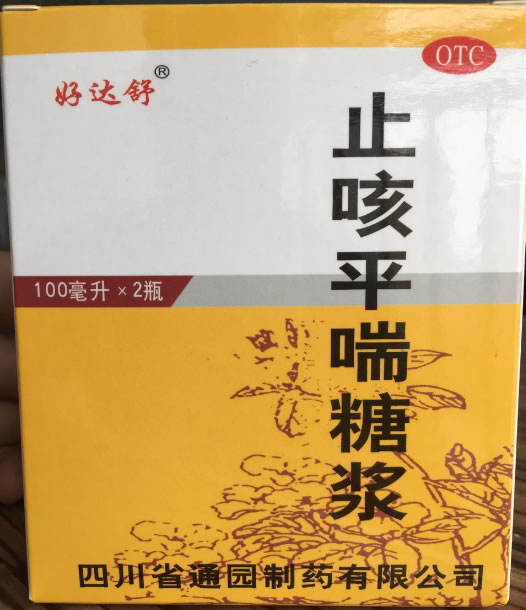 好达舒®
OTC
止咳平喘糖浆
100毫升×2瓶
四川省通园制药有限公司